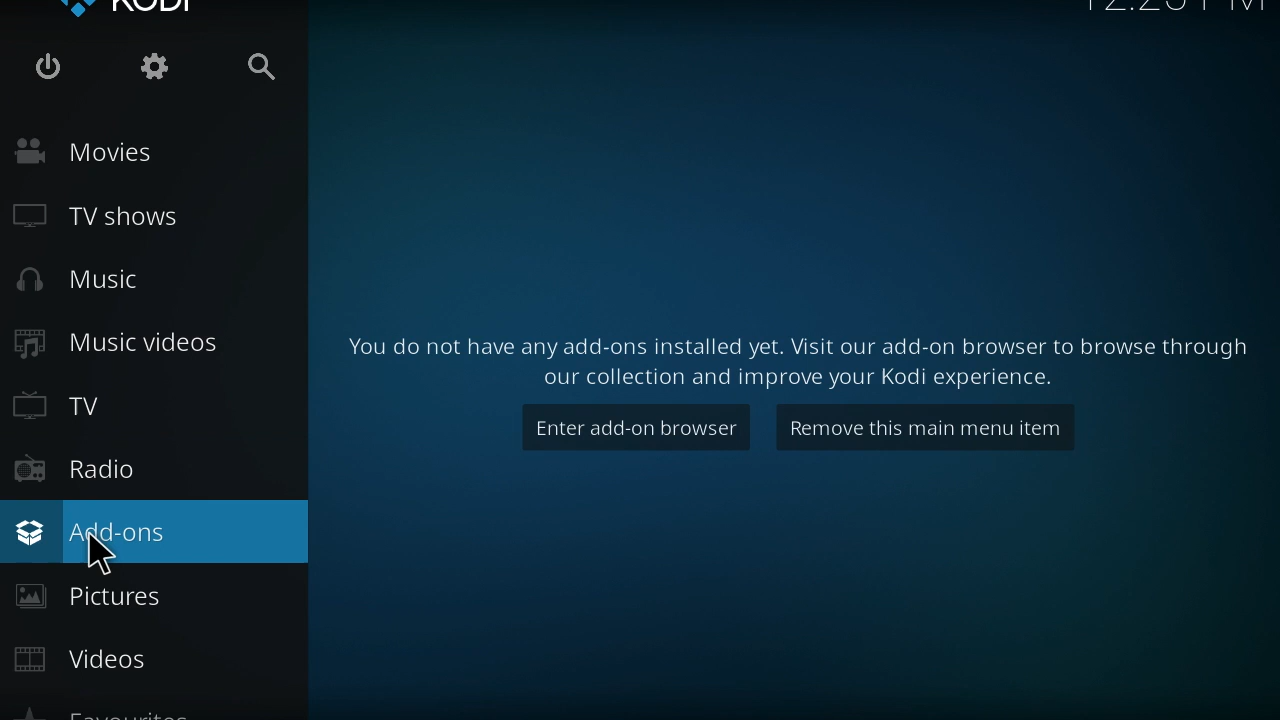 KODI
Movies
TV shows
Music
Music videos
TV
Radio
Add-ons
Pictures
Videos
Favourites
You do not have any add-ons installed yet. Visit our add-on browser to browse through
our collection and improve your Kodi experience.
Enter add-on browser
Remove this main menu item